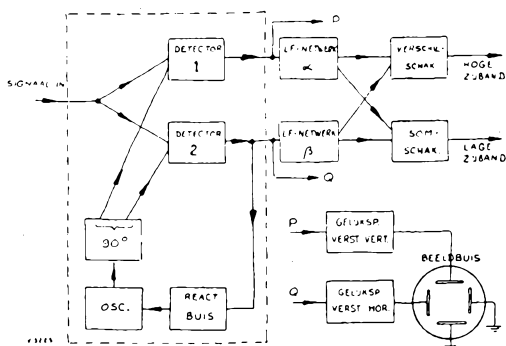 SIGNAAL IN
DETECTOR
1
DETECTOR
2
90°
OSC.
REACT
BUIS
P
LF-NETWERK
α
LF-NETWERK
β
Q
VERSCHIL-
SCHAK.
SOM-
SCHAK.
HOGE
ZIJBAND
LAGE
ZIJBAND
P
GELIJKSP.
VERST VERT.
Q
GELIJKSP.
VERST HOR.
BEELDBUIS